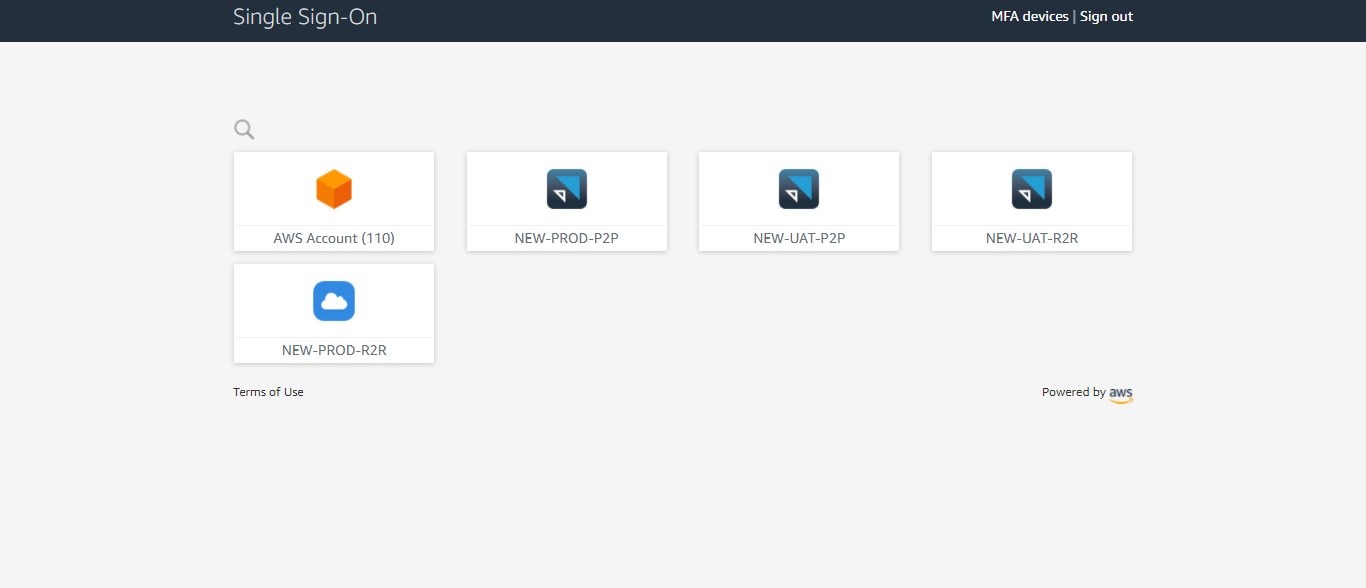 Single Sign-On
MFA devices | Sign out
AWS Account (110)
NEW-PROD-P2P
NEW-UAT-P2P
NEW-UAT-R2R
NEW-PROD-R2R
Terms of Use
Powered by aws